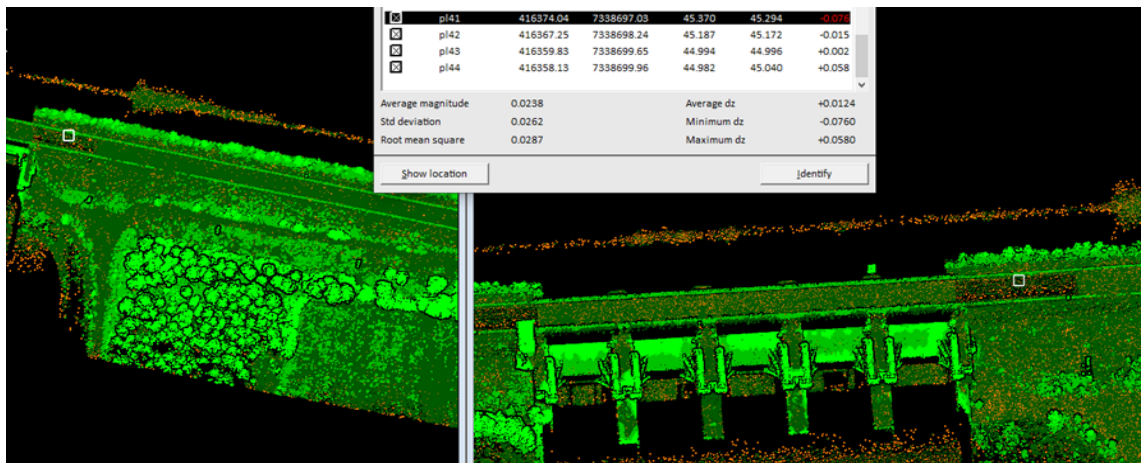 pl41 416374.04 7338697.03 45.370 45.294 -0.076
pl42 416367.25 7338698.24 45.187 45.172 -0.015
pl43 416359.83 7338699.65 44.994 44.996 +0.002
pl44 416358.13 7338699.96 44.982 45.040 +0.058
Average magnitude 0.0238 Average dz +0.0124
Std deviation 0.0262 Minimum dz -0.0760
Root mean square 0.0287 Maximum dz +0.0580
Show location Identify